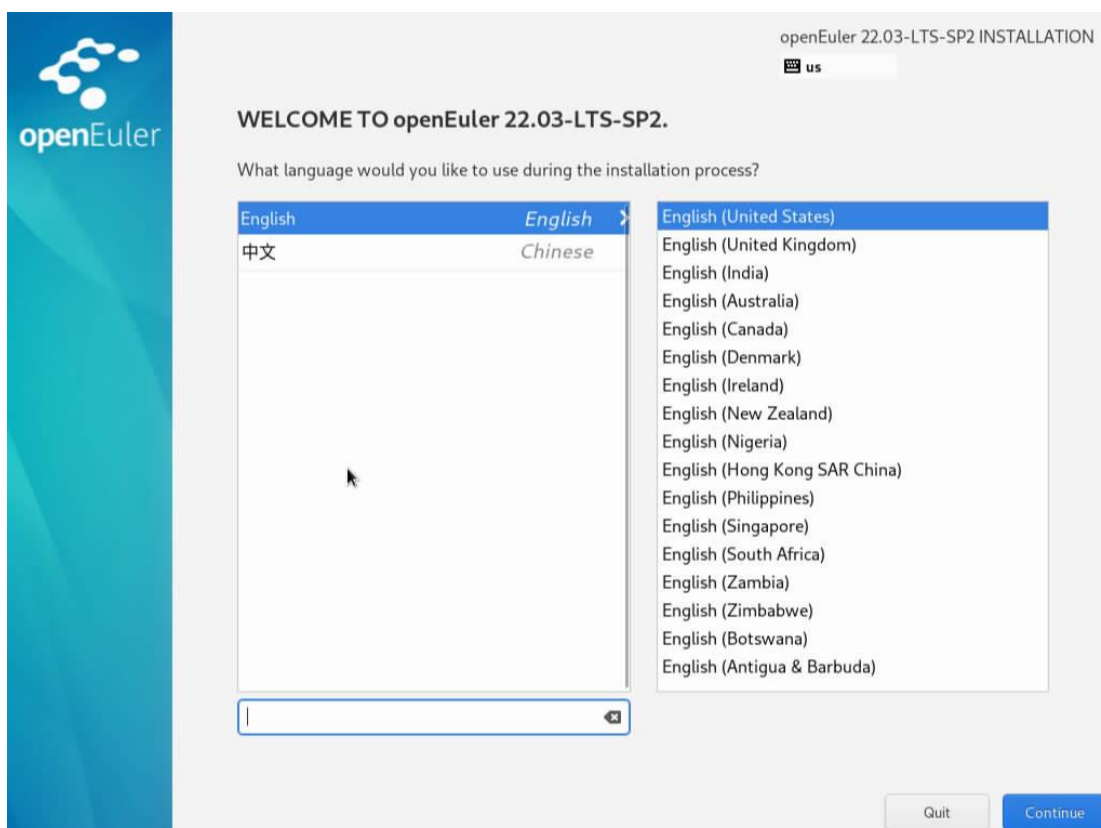 openEuler
openEuler 22.03-LTS-SP2 INSTALLATION
us
WELCOME TO openEuler 22.03-LTS-SP2.
What language would you like to use during the installation process?
English English
中文 Chinese
English (United States)
English (United Kingdom)
English (India)
English (Australia)
English (Canada)
English (Denmark)
English (Ireland)
English (New Zealand)
English (Nigeria)
English (Hong Kong SAR China)
English (Philippines)
English (Singapore)
English (South Africa)
English (Zambia)
English (Zimbabwe)
English (Botswana)
English (Antigua & Barbuda)
Quit
Continue